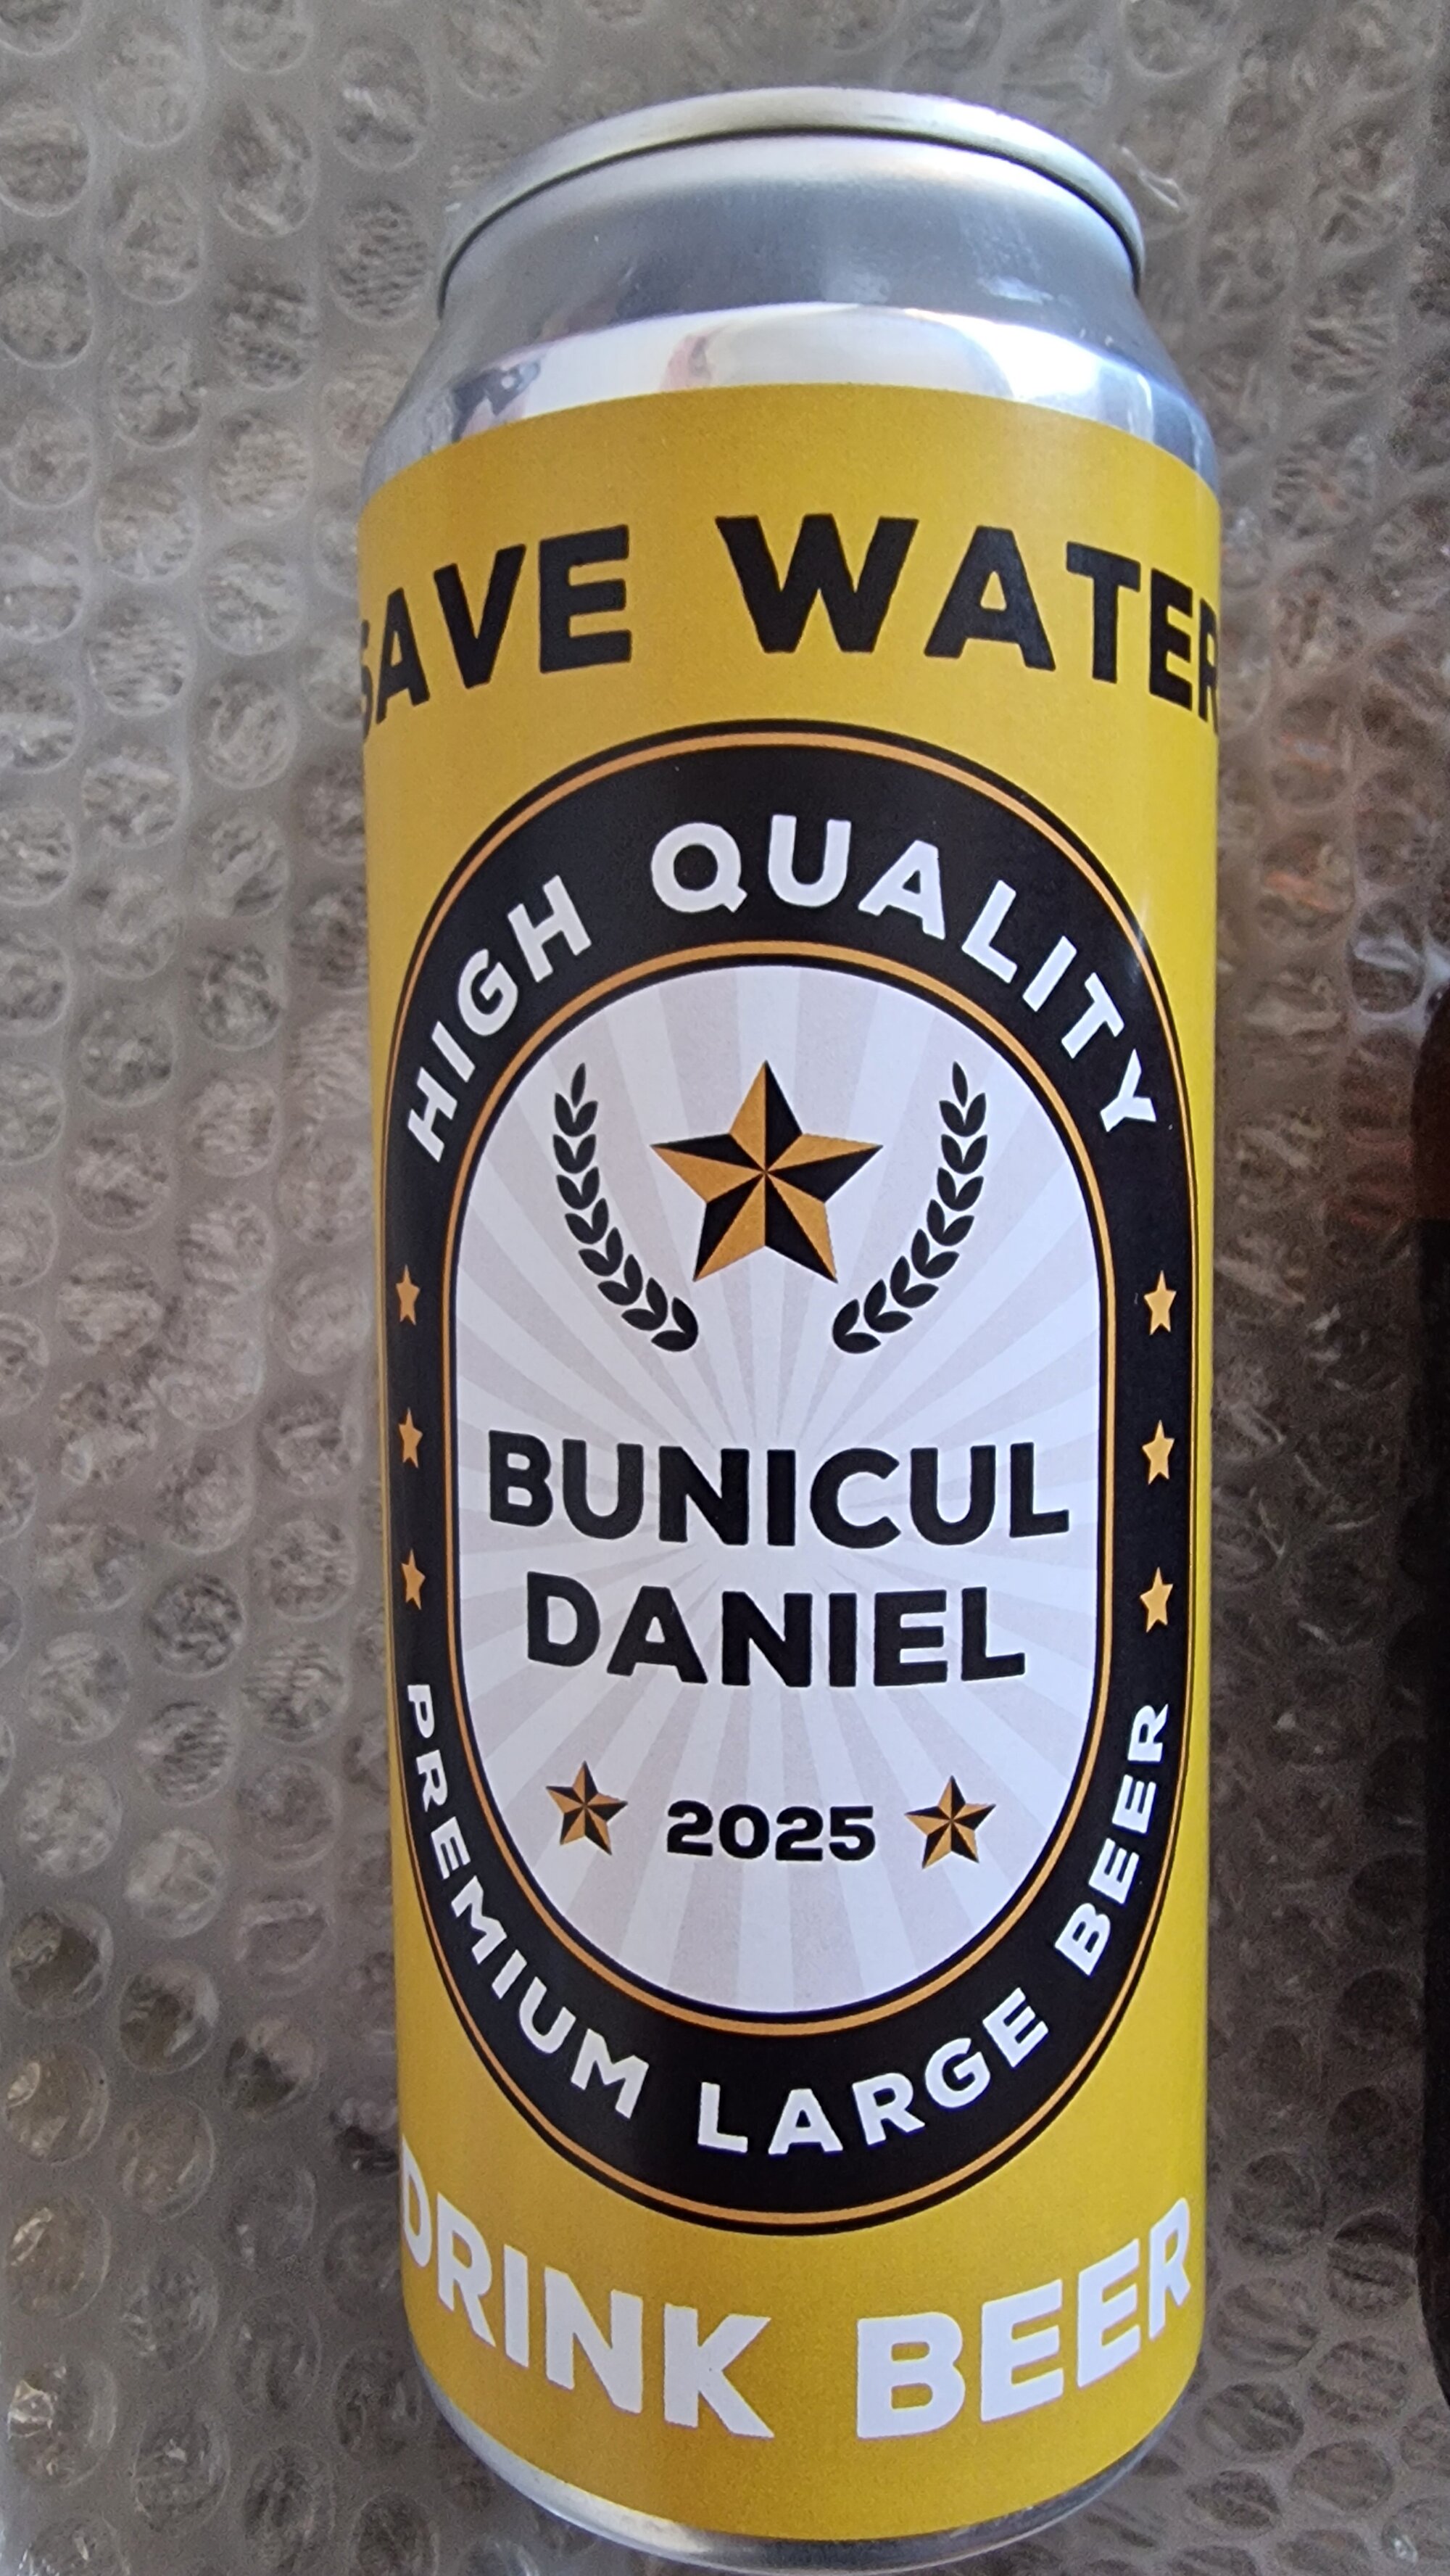 SAVE WATER
HIGH QUALITY
BUNICUL
DANIEL
2025
PREMIUM LARGE BEER
DRINK BEER